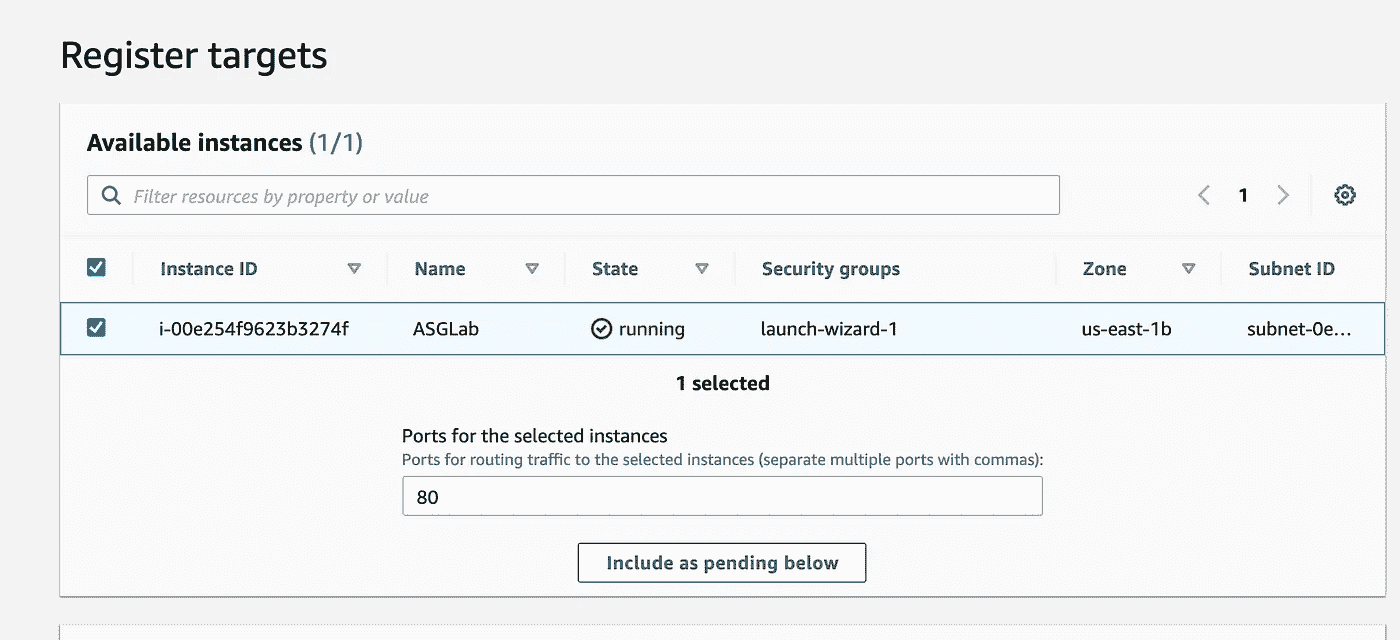 Register targets
Available instances (1/1)
Filter resources by property or value
1
Instance ID Name State Security groups Zone Subnet ID
i-00e254f9623b3274f ASGLab running launch-wizard-1 us-east-1b subnet-0e...
1 selected
Ports for the selected instances
Ports for routing traffic to the selected instances (separate multiple ports with commas):
80
Include as pending below